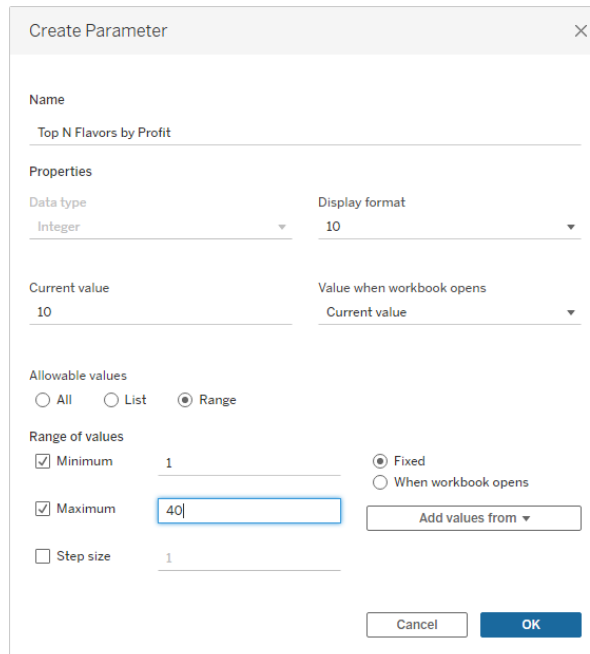 Create Parameter
Name
Top N Flavors by Profit
Properties
Data type
Display format
Integer
10
Current value
Value when workbook opens
10
Current value
Allowable values
All
List
Range
Range of values
Minimum
1
Fixed
When workbook opens
Maximum
40
Add values from
Step size
1
Cancel
OK